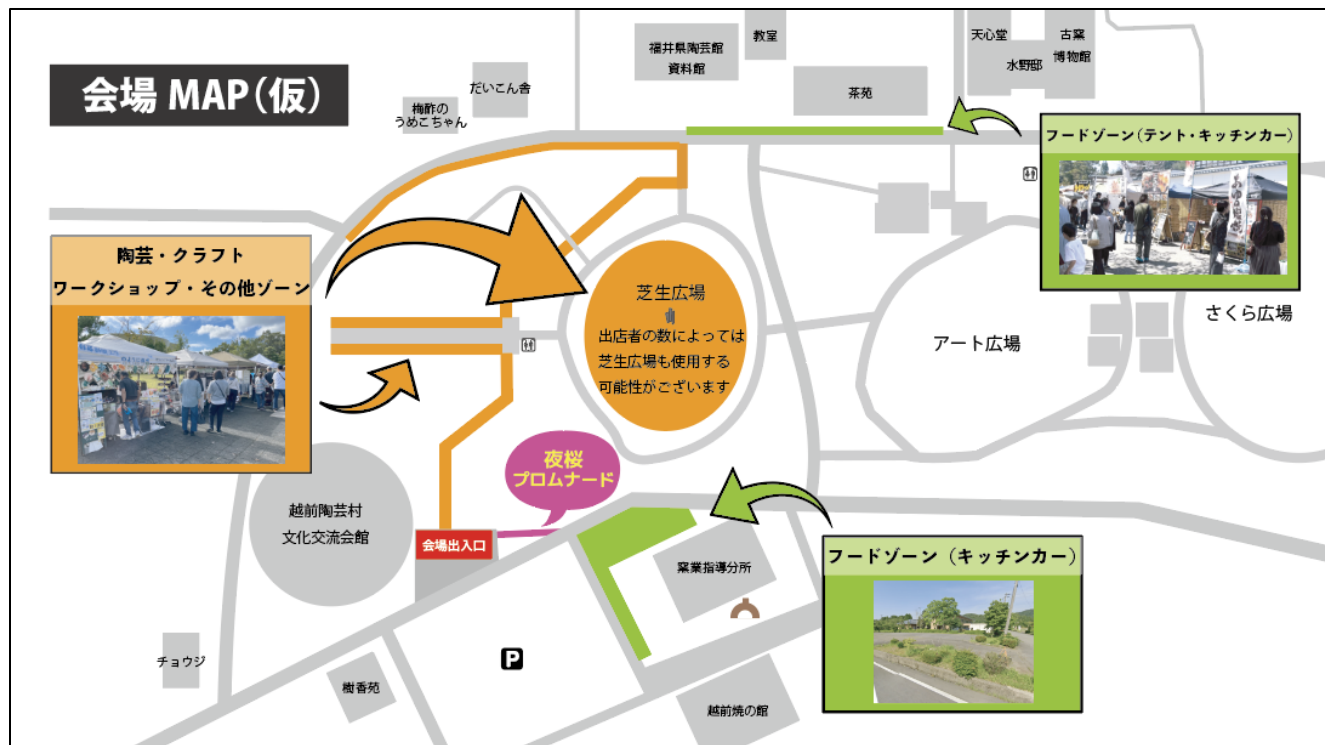 会場 MAP（仮）
福井県陶芸館
資料館
教室
天心堂
水野邸
古窯
博物館
だいこん舎
梅酢の
うめこちゃん
茶苑
フードゾーン（テント・キッチンカー）
陶芸・クラフト
ワークショップ・その他ゾーン
芝生広場
出店者の数によっては
芝生広場も使用する
可能性がございます
アート広場
さくら広場
夜桜
プロムナード
越前陶芸村
文化交流会館
会場出入口
窯業指導分所
フードゾーン（キッチンカー）
チョウジ
樹香苑
P
越前焼の館